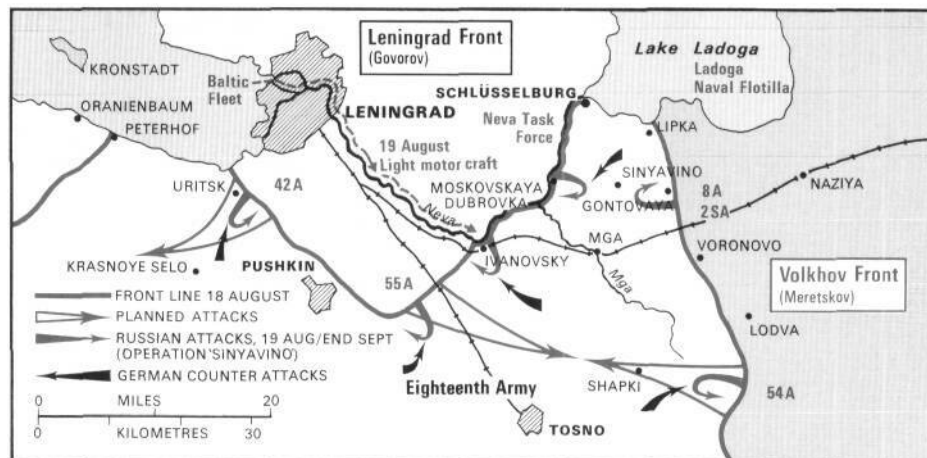 Leningrad Front
(Govorov)
Lake Ladoga
Ladoga
Naval Flotilla
KRONSTADT
Baltic
Fleet
SCHLÜSSELBURG
ORANIENBAUM
LENINGRAD
Neva Task
Force
PETERHOF
LIPKA
19 August
Light motor craft
SINYAVINO
MOSKOVSKAYA
DUBROVKA
NAZIYA
URITSK
42A
GONTOVAYA
8A
2SA
Neva
MGA
VORONOVO
KRASNOYE SELO
PUSHKIN
IVANOVSKY
55A
Mga
Volkhov Front
(Meretskov)
LODVA
FRONT LINE 18 AUGUST
PLANNED ATTACKS
RUSSIAN ATTACKS, 19 AUG/END SEPT
(OPERATION 'SINYAVINO')
GERMAN COUNTER ATTACKS
Eighteenth Army
SHAPKI
54A
0 MILES 20
0 KILOMETRES 30
TOSNO